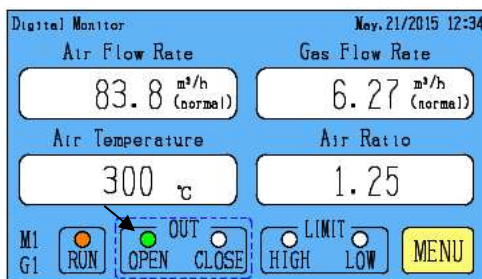 Digital Monitor May.21/2015 12:34
Air Flow Rate Gas Flow Rate
83.8 m³/h (normal) 6.27 m³/h (normal)
Air Temperature Air Ratio
300 ℃ 1.25
M1 G1 RUN OUT OPEN CLOSE LIMIT HIGH LOW MENU